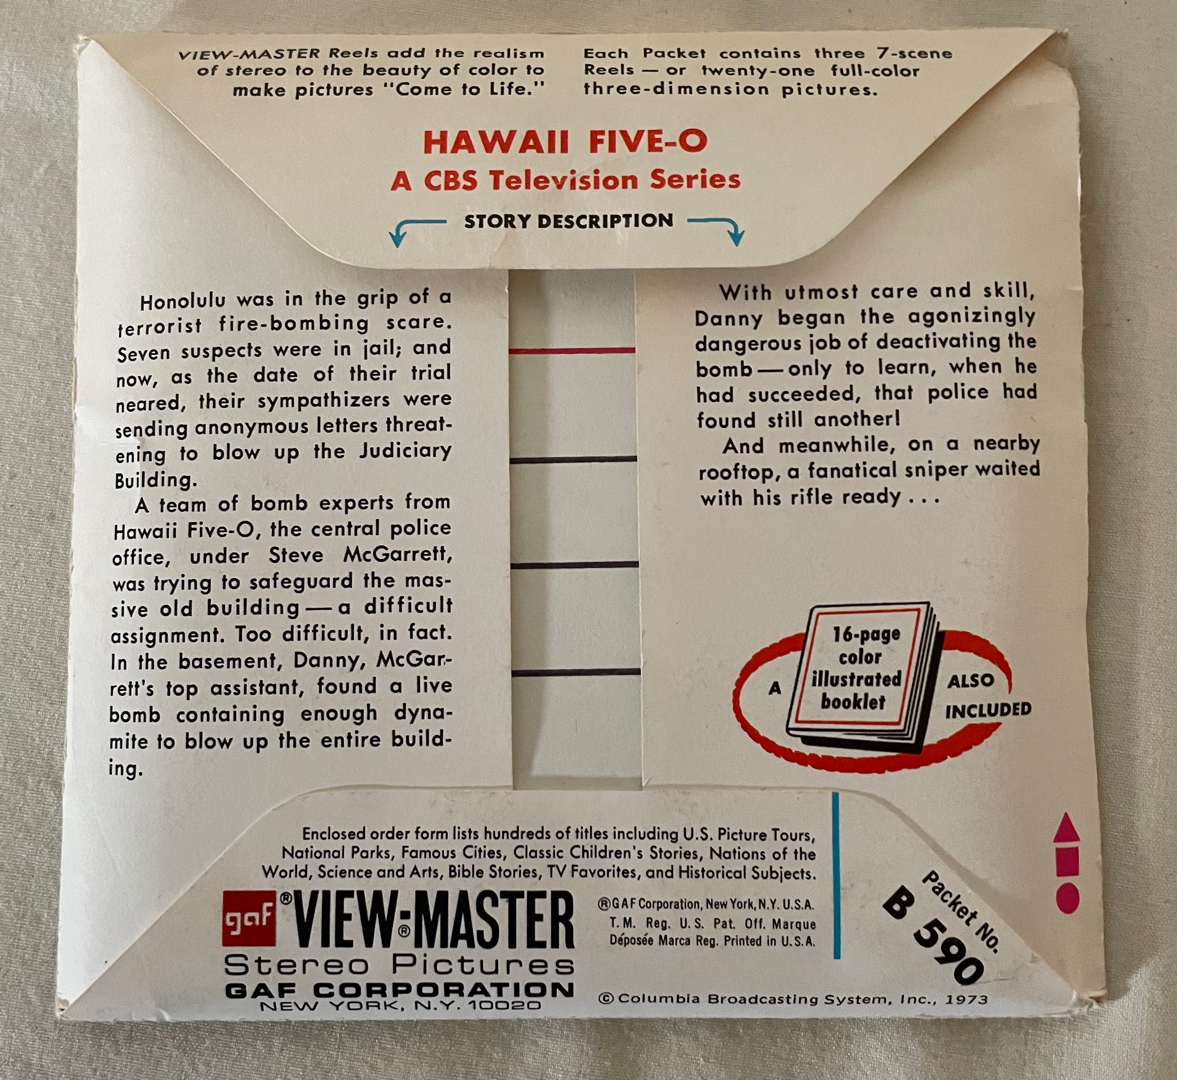 VIEW-MASTER Reels add the realism
of stereo to the beauty of color to
make pictures "Come to Life."
Each Packet contains three 7-scene
Reels — or twenty-one full-color
three-dimension pictures.
HAWAII FIVE-O
A CBS Television Series
STORY DESCRIPTION
Honolulu was in the grip of a
terrorist fire-bombing scare.
Seven suspects were in jail; and
now, as the date of their trial
neared, their sympathizers were
sending anonymous letters threat-
ening to blow up the Judiciary
Building.
A team of bomb experts from
Hawaii Five-O, the central police
office, under Steve McGarrett,
was trying to safeguard the mas-
sive old building — a difficult
assignment. Too difficult, in fact.
In the basement, Danny, McGar-
rett's top assistant, found a live
bomb containing enough dyna-
mite to blow up the entire build-
ing.
With utmost care and skill,
Danny began the agonizingly
dangerous job of deactivating the
bomb — only to learn, when he
had succeeded, that police had
found still another!
And meanwhile, on a nearby
rooftop, a fanatical sniper waited
with his rifle ready . . .
A
16-page
color
illustrated
booklet
ALSO
INCLUDED
Enclosed order form lists hundreds of titles including U.S. Picture Tours,
National Parks, Famous Cities, Classic Children's Stories, Nations of the
World, Science and Arts, Bible Stories, TV Favorites, and Historical Subjects.
gaf ® VIEW-MASTER ®
Stereo Pictures
GAF CORPORATION
NEW YORK, N.Y. 10020
® GAF Corporation, New York, N.Y. U.S.A.
T. M. Reg. U. S. Pat. Off. Marque
Déposée Marca Reg. Printed in U.S.A.
© Columbia Broadcasting System, Inc., 1973
Packet No.
B 590